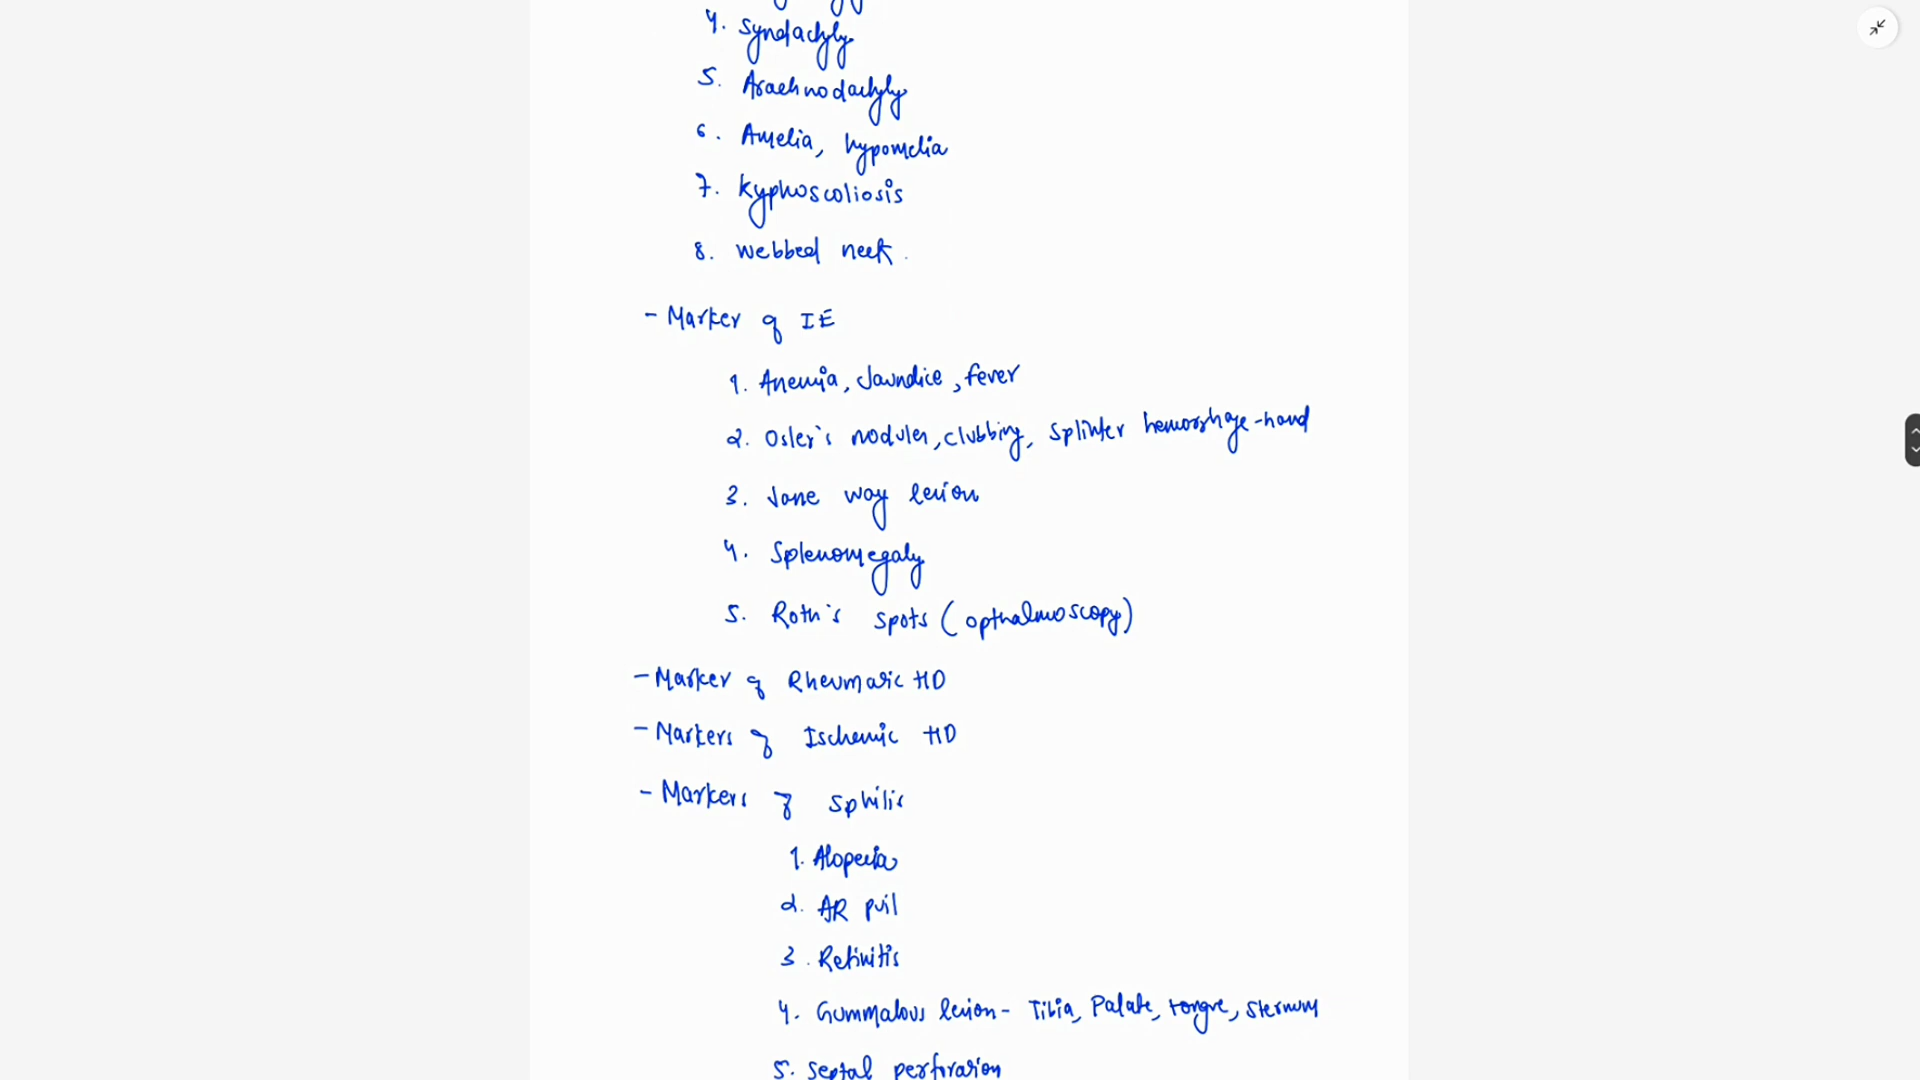 4. Syndactyly
5. Arachnodactyly
6. Amelia, hypomelia
7. kyphoscoliosis
8. webbed neck.
- Marker of IE
1. Anemia, Jaundice, fever
2. Osler's nodules, clubbing, splinter hemorrhage-hand
3. Jane way lesion
4. Splenomegaly
5. Roth's spots (opthalmoscopy)
- Marker of Rheumatic HD
- Markers of Ischemic HD
- Markers of Sphilis
1. Alopecia
2. AR puil
3. Retinitis
4. Gummatous lesion - Tibia, Palate, tongue, sternum
5. Septal perforation